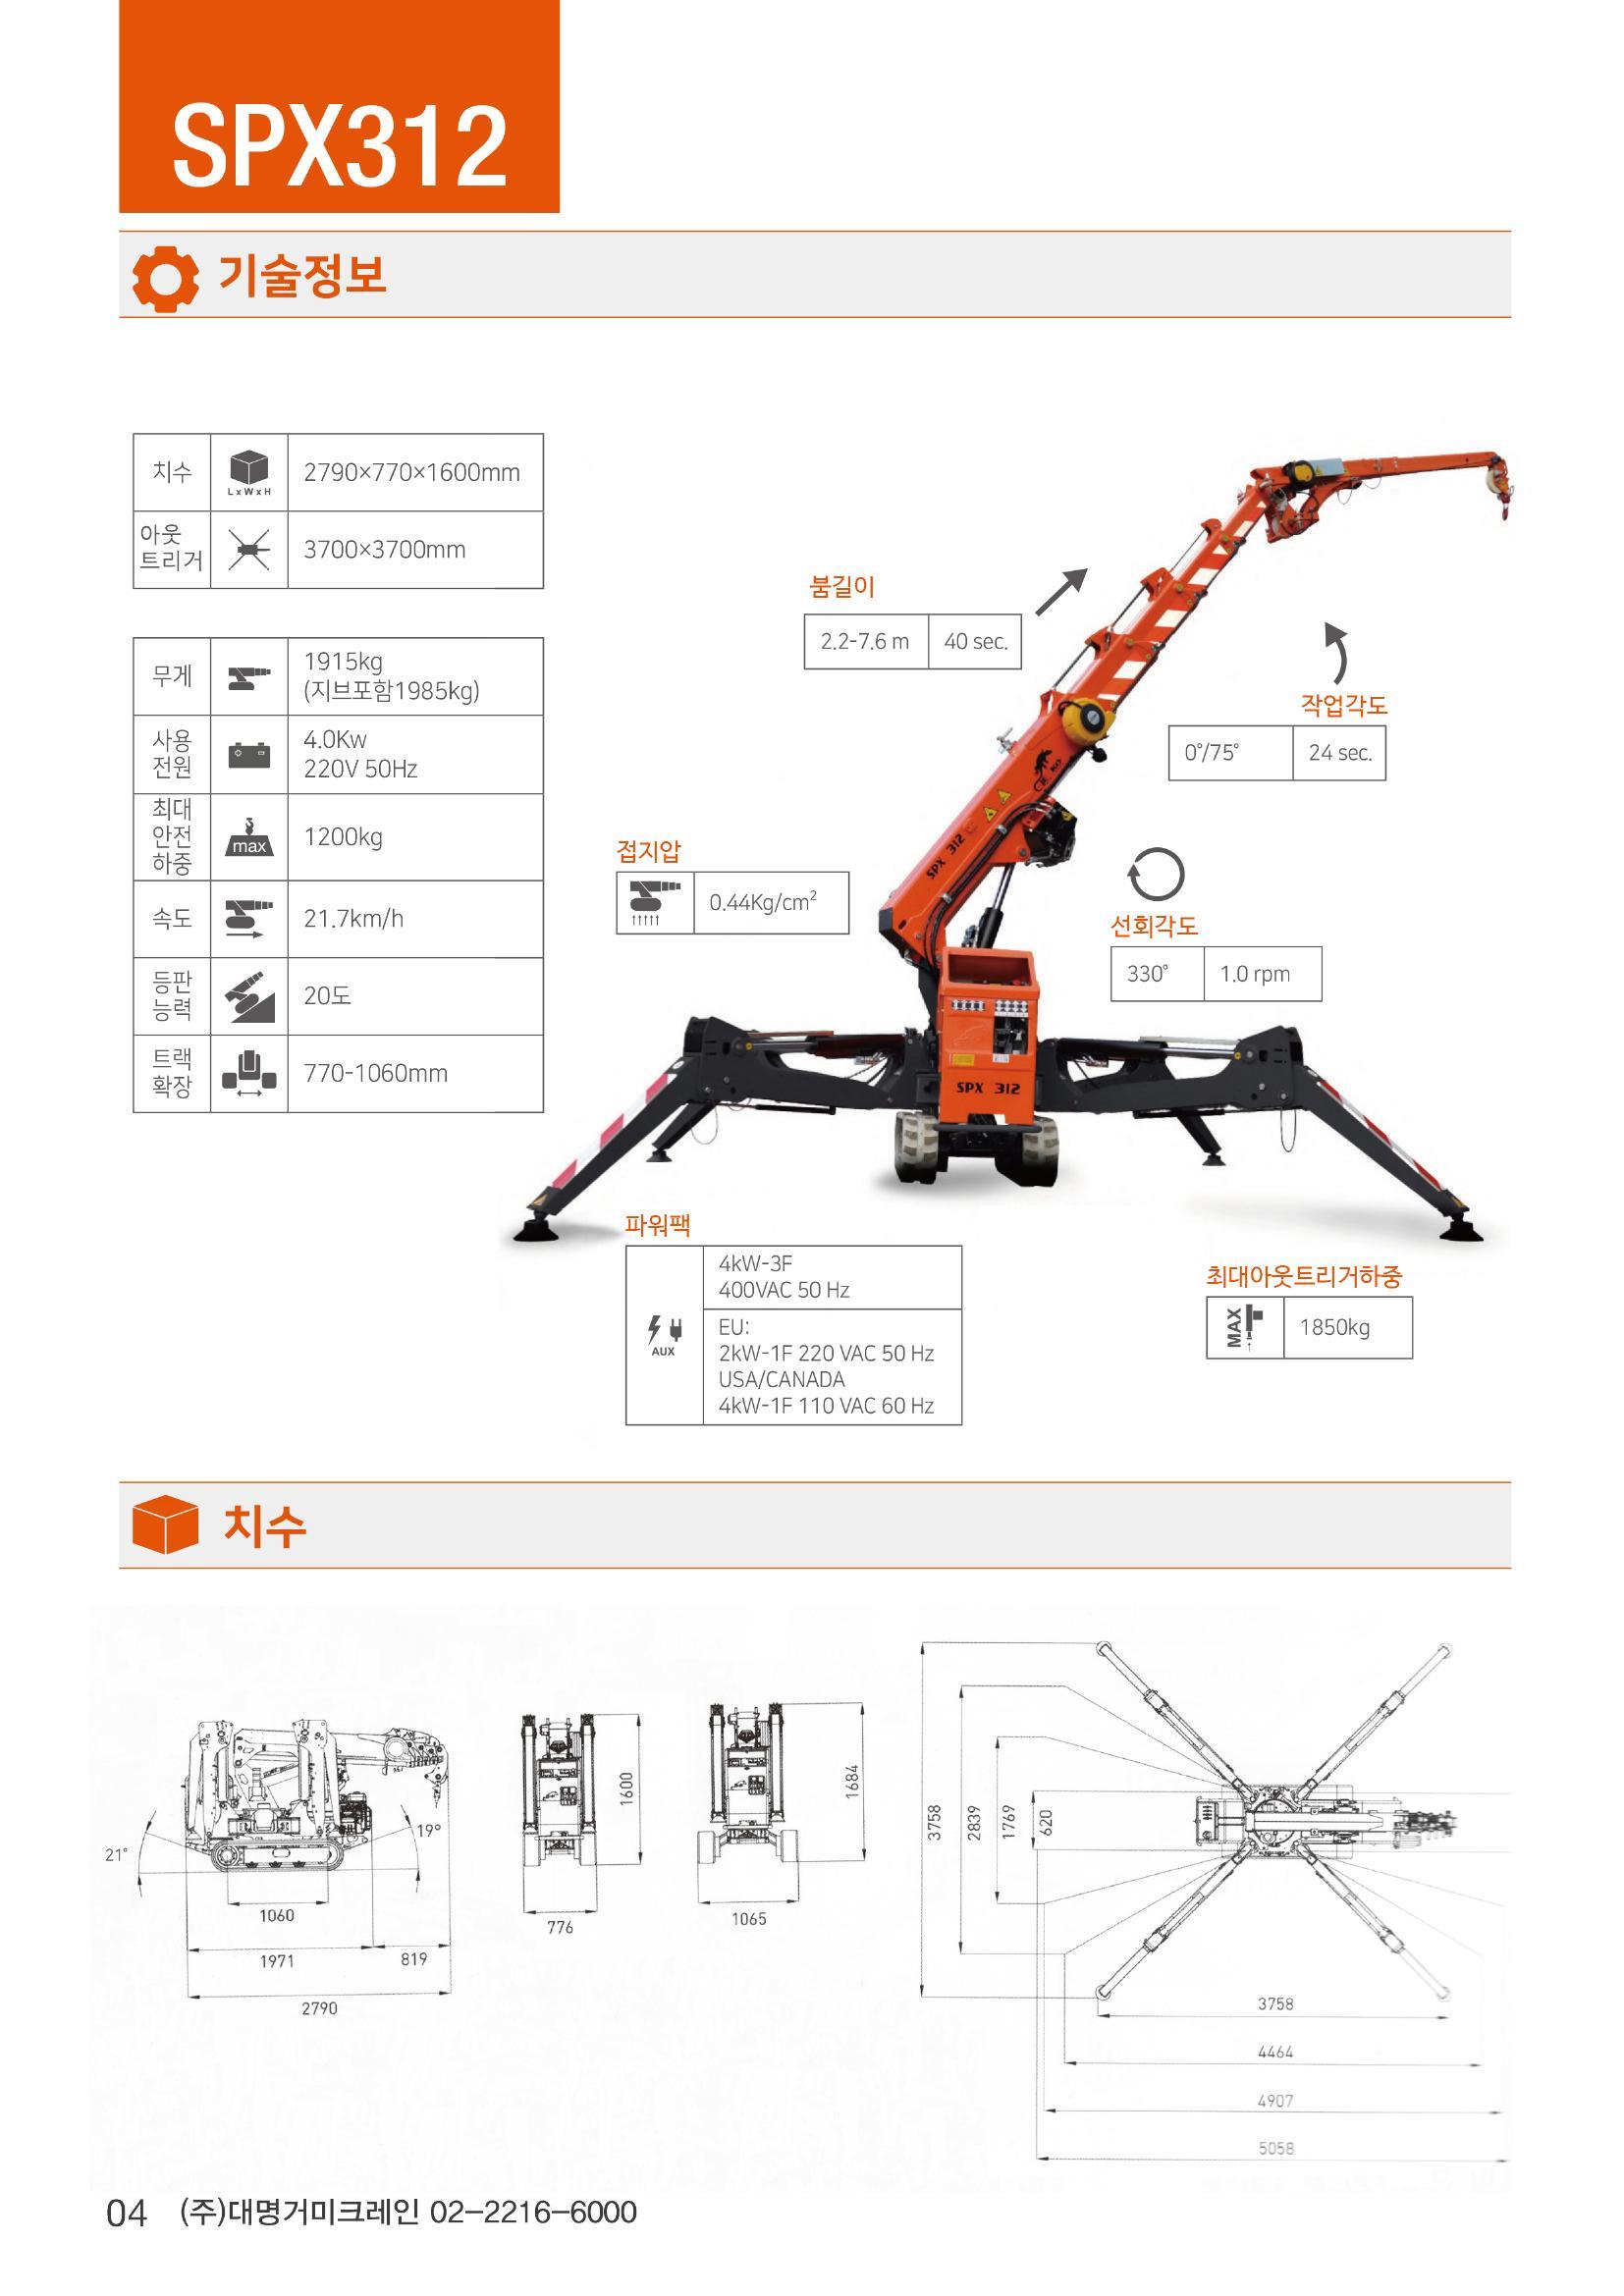 SPX312
기술정보
치수
L x W x H
2790×770×1600mm
아웃
트리거
3700×3700mm
무게
1915kg
(지브포함1985kg)
사용
전원
4.0Kw
220V 50Hz
최대
안전
하중
max
1200kg
속도
21.7km/h
등판
능력
20도
트랙
확장
770-1060mm
붐길이
2.2-7.6 m
40 sec.
작업각도
0°/75°
24 sec.
접지압
0.44Kg/cm²
선회각도
330°
1.0 rpm
SPX 312
SPX 312
파워팩
AUX
4kW-3F
400VAC 50 Hz
EU:
2kW-1F 220 VAC 50 Hz
USA/CANADA
4kW-1F 110 VAC 60 Hz
최대아웃트리거하중
MAX
1850kg
치수
21°
19°
1060
1971
819
2790
1600
776
1684
1065
3758
2839
1769
620
3758
4464
4907
5058
04 (주)대명거미크레인 02-2216-6000